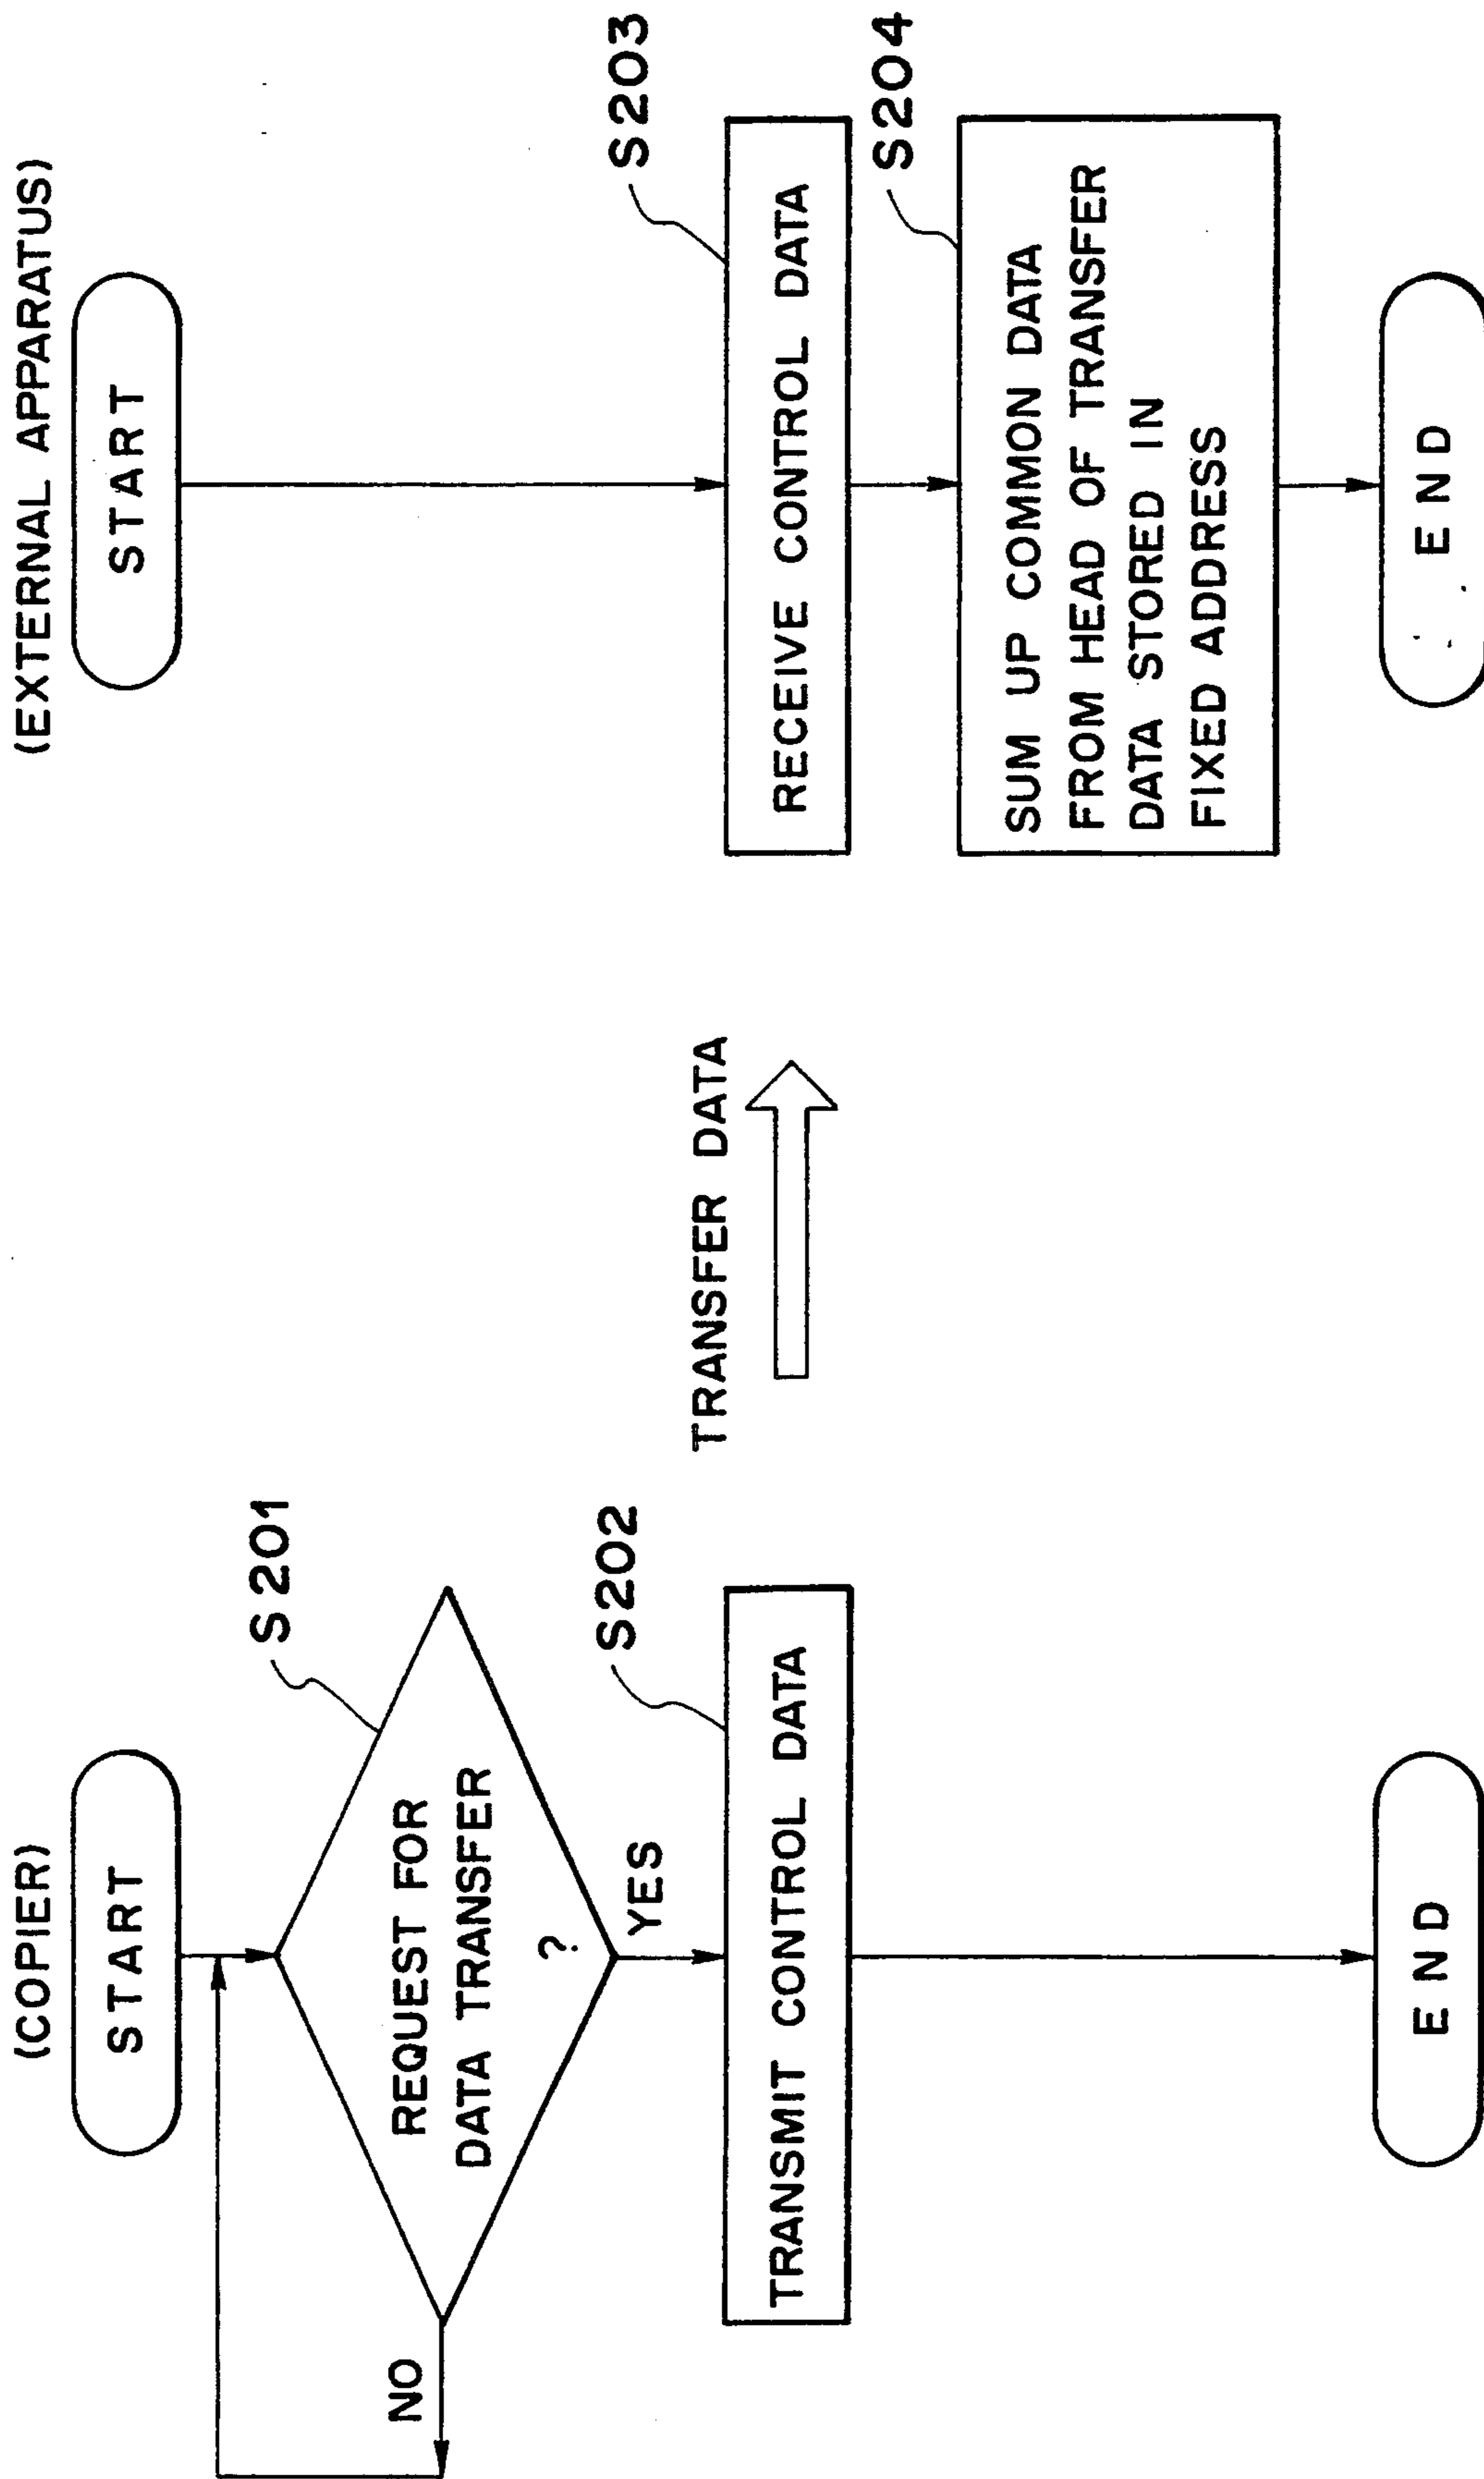 (COPIER)
START
S201
REQUEST FOR
DATA TRANSFER
?
NO
YES
S202
TRANSMIT CONTROL DATA
END
TRANSFER DATA
(EXTERNAL APPARATUS)
START
S203
RECEIVE CONTROL DATA
S204
SUM UP COMMON DATA
FROM HEAD OF TRANSFER
DATA STORED IN
FIXED ADDRESS
END